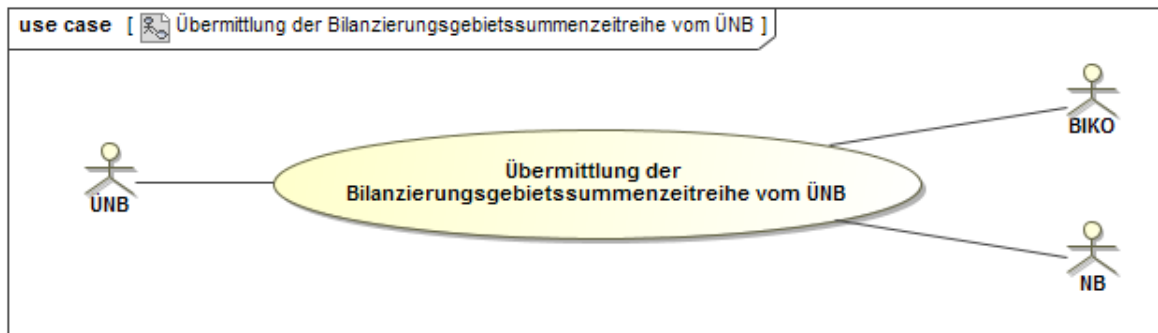 use case [ Übermittlung der Bilanzierungsgebietssummenzeitreihe vom ÜNB ]
BIKO
ÜNB
Übermittlung der
Bilanzierungsgebietssummenzeitreihe vom ÜNB
NB